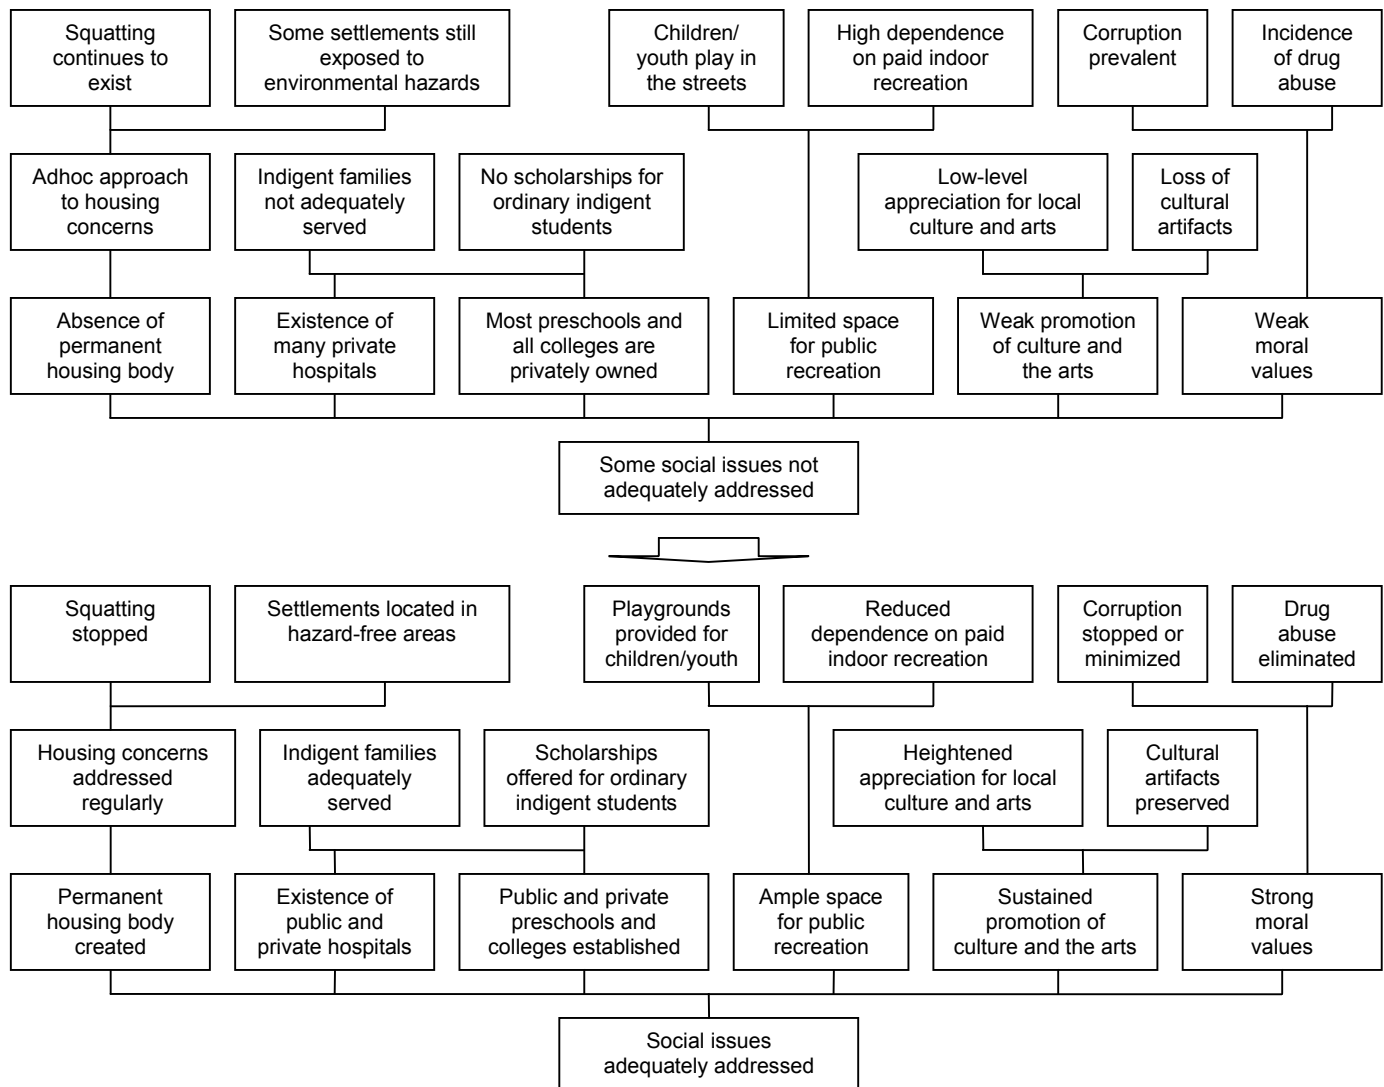 Squatting
continues to
exist
Some settlements still
exposed to
environmental hazards
Children/
youth play in
the streets
High dependence
on paid indoor
recreation
Corruption
prevalent
Incidence
of drug
abuse
Adhoc approach
to housing
concerns
Indigent families
not adequately
served
No scholarships for
ordinary indigent
students
Low-level
appreciation for local
culture and arts
Loss of
cultural
artifacts
Absence of
permanent
housing body
Existence of
many private
hospitals
Most preschools and
all colleges are
privately owned
Limited space
for public
recreation
Weak promotion
of culture and
the arts
Weak
moral
values
Some social issues not
adequately addressed
Squatting
stopped
Settlements located in
hazard-free areas
Playgrounds
provided for
children/youth
Reduced
dependence on paid
indoor recreation
Corruption
stopped or
minimized
Drug
abuse
eliminated
Housing concerns
addressed
regularly
Indigent families
adequately
served
Scholarships
offered for ordinary
indigent students
Heightened
appreciation for local
culture and arts
Cultural
artifacts
preserved
Permanent
housing body
created
Existence of
public and
private hospitals
Public and private
preschools and
colleges established
Ample space
for public
recreation
Sustained
promotion of
culture and the arts
Strong
moral
values
Social issues
adequately addressed